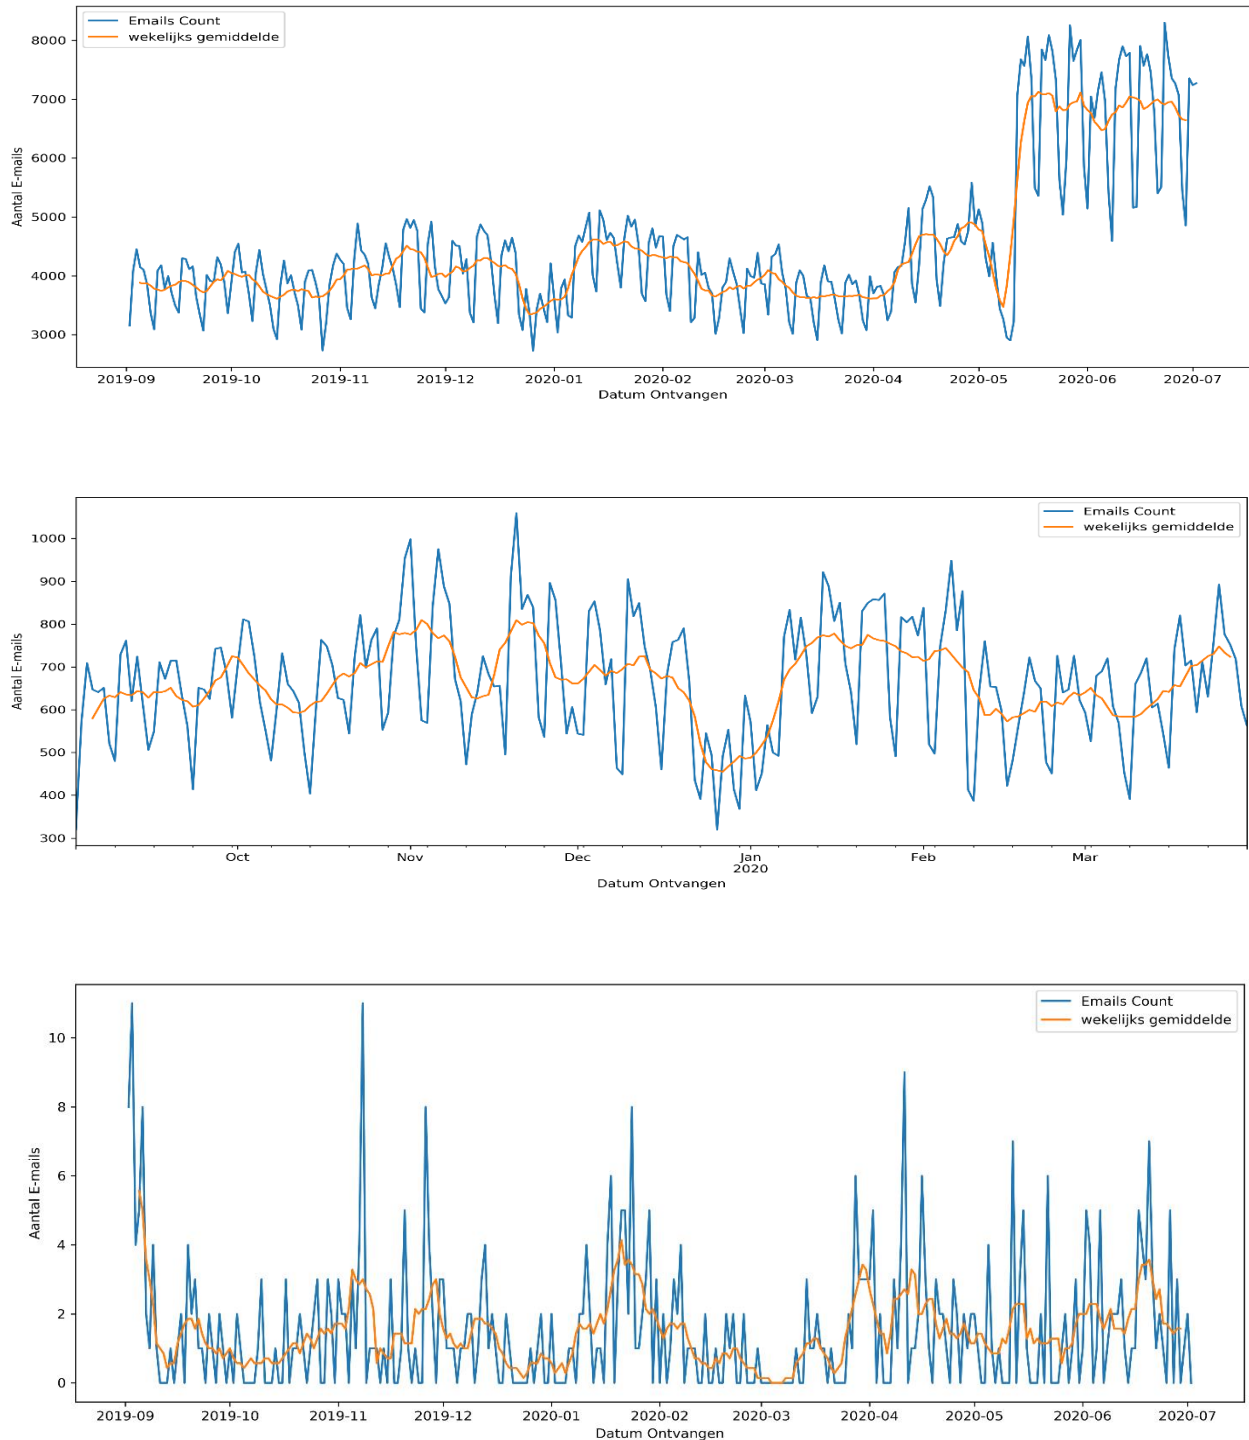 Emails Count
wekelijks gemiddelde
8000
7000
6000
5000
4000
3000
Aantal E-mails
2019-09 2019-10 2019-11 2019-12 2020-01 2020-02 2020-03 2020-04 2020-05 2020-06 2020-07
Datum Ontvangen
Emails Count
wekelijks gemiddelde
1000
900
800
700
600
500
400
300
Aantal E-mails
Oct Nov Dec Jan Feb Mar
2020
Datum Ontvangen
Emails Count
wekelijks gemiddelde
10
8
6
4
2
0
Aantal E-mails
2019-09 2019-10 2019-11 2019-12 2020-01 2020-02 2020-03 2020-04 2020-05 2020-06 2020-07
Datum Ontvangen